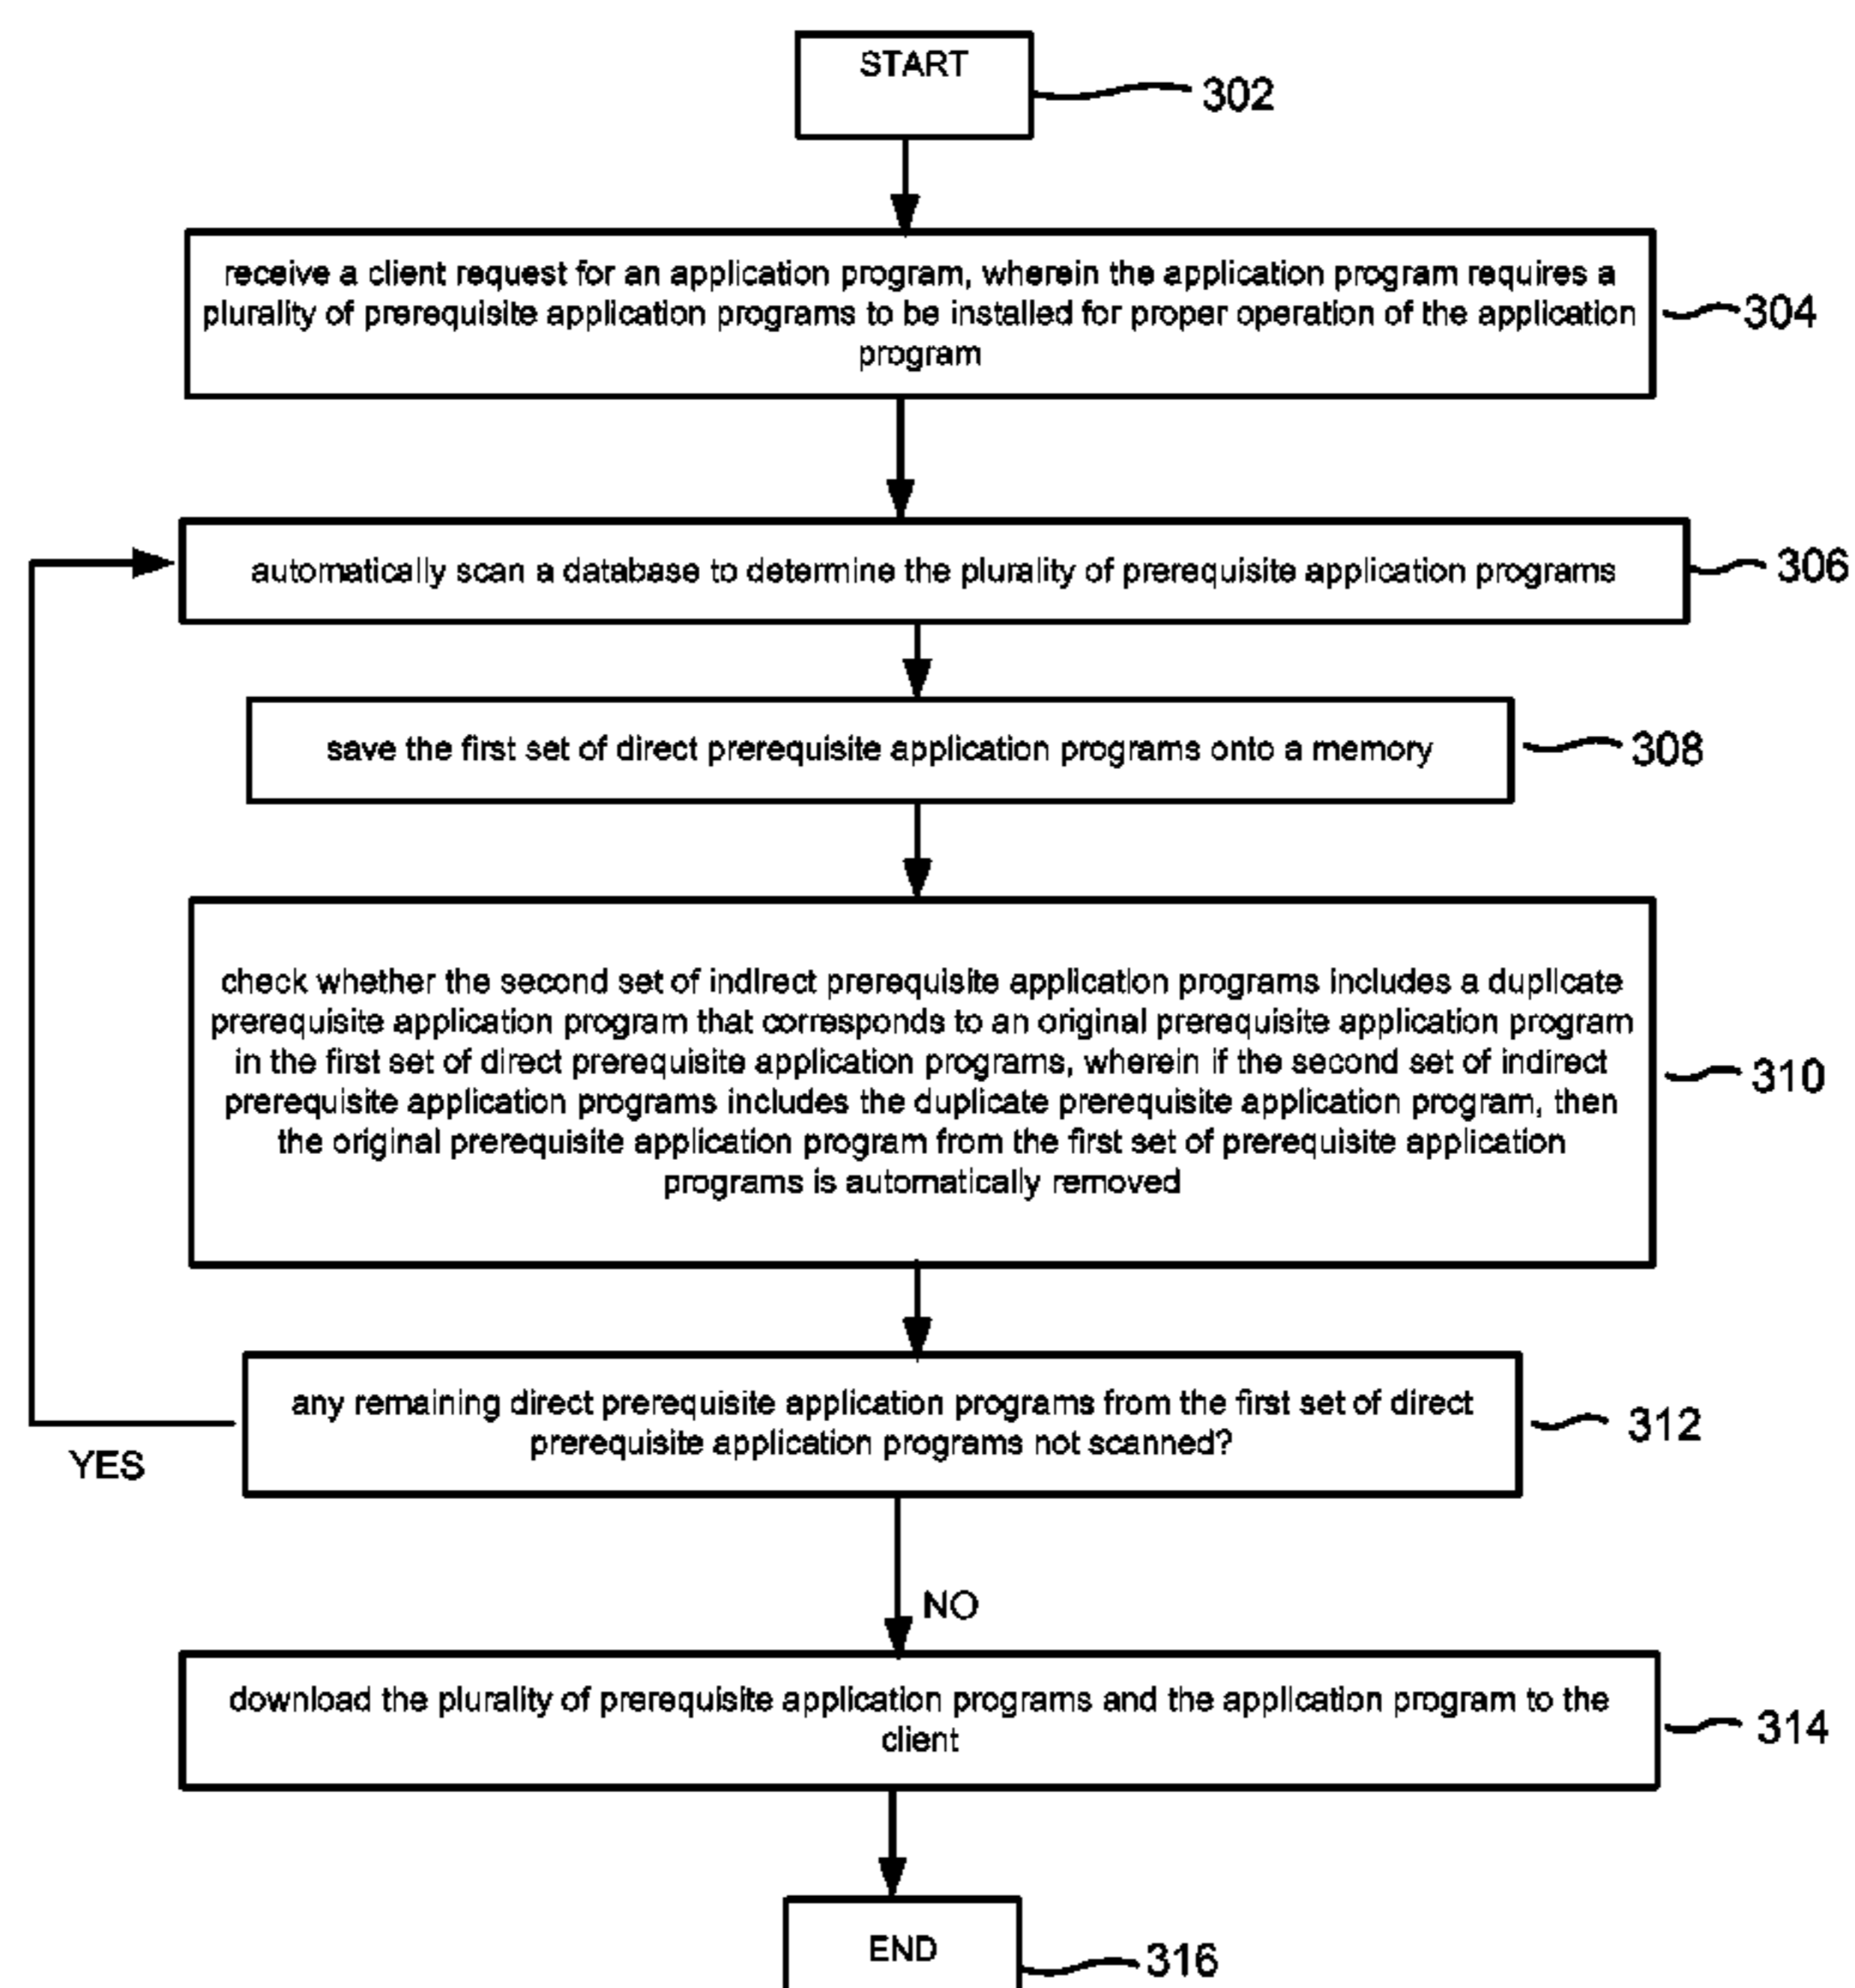 START
302
receive a client request for an application program, wherein the application program requires a
plurality of prerequisite application programs to be installed for proper operation of the application
program
304
automatically scan a database to determine the plurality of prerequisite application programs
306
save the first set of direct prerequisite application programs onto a memory
308
check whether the second set of indirect prerequisite application programs includes a duplicate
prerequisite application program that corresponds to an original prerequisite application program
in the first set of direct prerequisite application programs, wherein if the second set of indirect
prerequisite application programs includes the duplicate prerequisite application program, then
the original prerequisite application program from the first set of prerequisite application
programs is automatically removed
310
any remaining direct prerequisite application programs from the first set of direct
prerequisite application programs not scanned?
312
YES
NO
download the plurality of prerequisite application programs and the application program to the
client
314
END
316